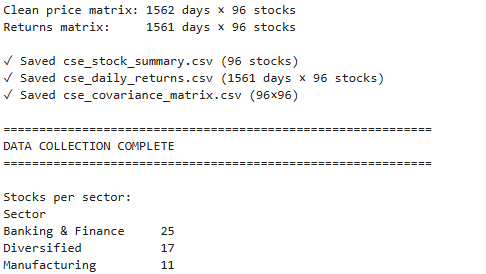 Clean price matrix: 1562 days × 96 stocks
Returns matrix:     1561 days × 96 stocks

✓ Saved cse_stock_summary.csv (96 stocks)
✓ Saved cse_daily_returns.csv (1561 days × 96 stocks)
✓ Saved cse_covariance_matrix.csv (96×96)

============================================================
DATA COLLECTION COMPLETE
============================================================

Stocks per sector:
Sector
Banking & Finance     25
Diversified           17
Manufacturing         11